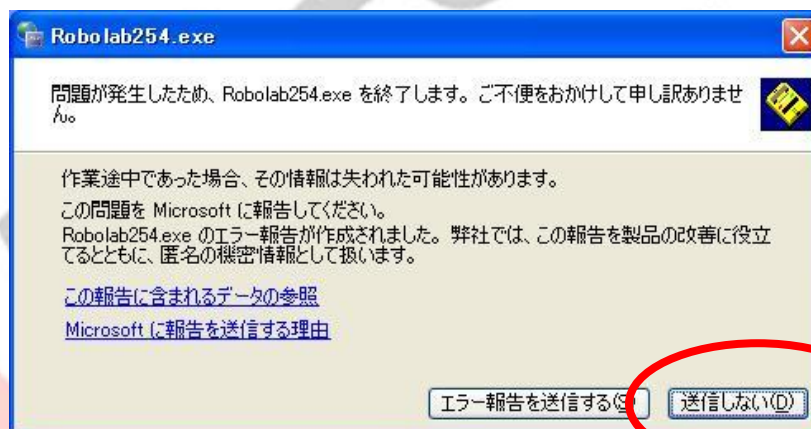 Robolab254.exe
問題が発生したため、Robolab254.exe を終了します。ご不便をおかけして申し訳ありませ
ん。
作業途中であった場合、その情報は失われた可能性があります。
この問題を Microsoft に報告してください。
Robolab254.exe のエラー報告が作成されました。弊社では、この報告を製品の改善に役立
てるとともに、匿名の機密情報として扱います。
この報告に含まれるデータの参照
Microsoft に報告を送信する理由
エラー報告を送信する(S) 送信しない(D)